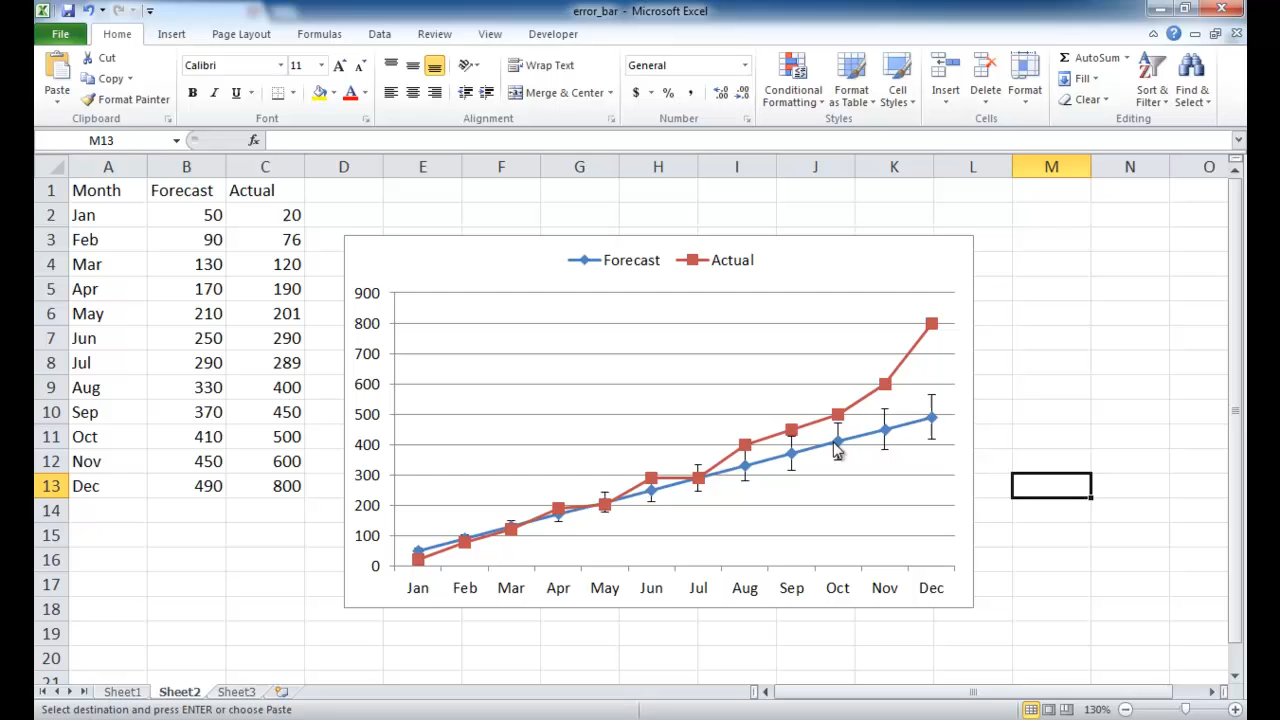 error_bar - Microsoft Excel
File Home Insert Page Layout Formulas Data Review View Developer
Paste Cut Copy Format Painter Clipboard
Calibri 11 B I U A Font
Wrap Text Merge & Center Alignment
General $ % , Number
Conditional Formatting Format as Table Cell Styles Styles
Insert Delete Format Cells
Σ AutoSum Fill Clear Sort & Filter Find & Select Editing
M13 fx
A B C D E F G H I J K L M N O
1 Month Forecast Actual
2 Jan 50 20
3 Feb 90 76
4 Mar 130 120
5 Apr 170 190
6 May 210 201
7 Jun 250 290
8 Jul 290 289
9 Aug 330 400
10 Sep 370 450
11 Oct 410 500
12 Nov 450 600
13 Dec 490 800
14
15
16
17
18
19
20
21
Forecast Actual
900
800
700
600
500
400
300
200
100
0
Jan Feb Mar Apr May Jun Jul Aug Sep Oct Nov Dec
Sheet1 Sheet2 Sheet3
Select destination and press ENTER or choose Paste 130%